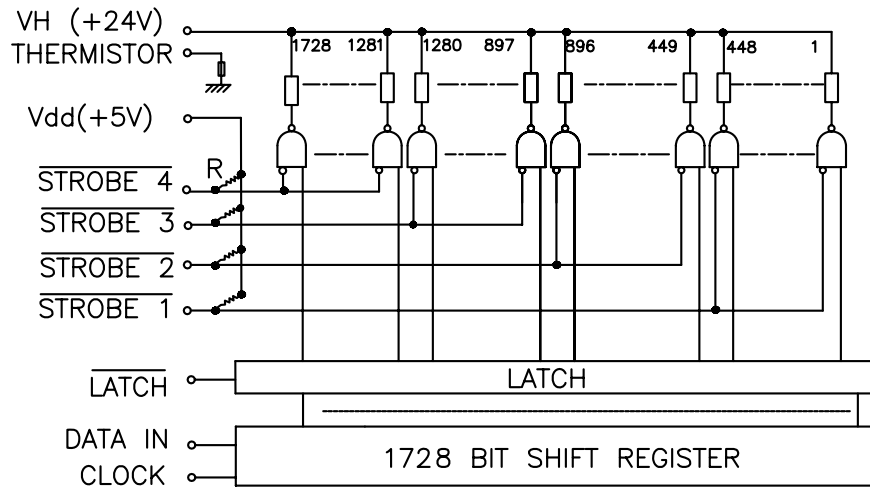 VH (+24V)
1728 1281 1280 897 896 449 448 1
THERMISTOR
Vdd(+5V)
R
STROBE 4
STROBE 3
STROBE 2
STROBE 1
LATCH
LATCH
DATA IN
1728 BIT SHIFT REGISTER
CLOCK